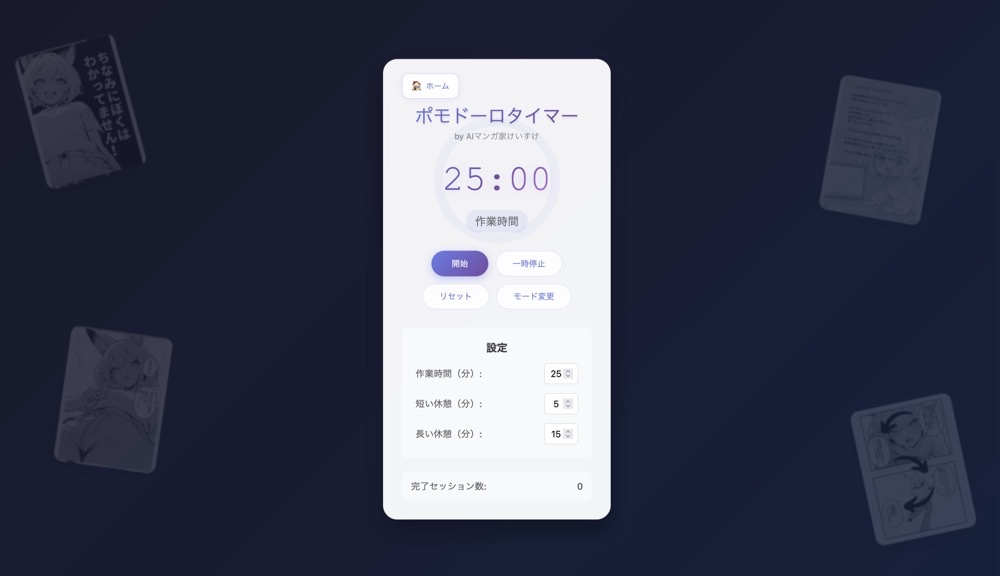 ちなみにぼくは
わかってません！
ホーム
ポモドーロタイマー
by AIマンガ家けいすけ
25:00
作業時間
開始
一時停止
リセット
モード変更
設定
作業時間（分）:
25
短い休憩（分）:
5
長い休憩（分）:
15
完了セッション数:
0